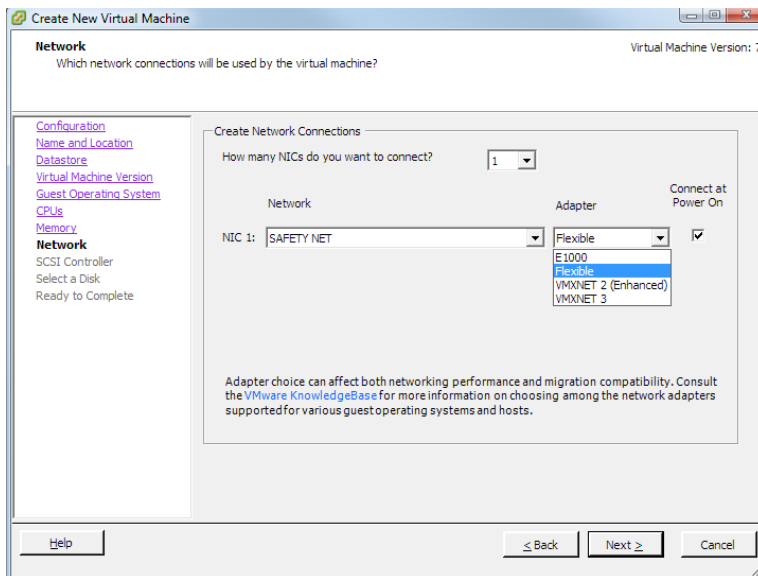 Create New Virtual Machine
Network
Which network connections will be used by the virtual machine?
Virtual Machine Version: 7
Configuration
Name and Location
Datastore
Virtual Machine Version
Guest Operating System
CPUs
Memory
Network
SCSI Controller
Select a Disk
Ready to Complete
Create Network Connections
How many NICs do you want to connect?
1
Network
Adapter
Connect at
Power On
NIC 1:
SAFETY NET
Flexible
E1000
Flexible
VMXNET 2 (Enhanced)
VMXNET 3
Adapter choice can affect both networking performance and migration compatibility. Consult
the VMware KnowledgeBase for more information on choosing among the network adapters
supported for various guest operating systems and hosts.
Help
< Back
Next >
Cancel